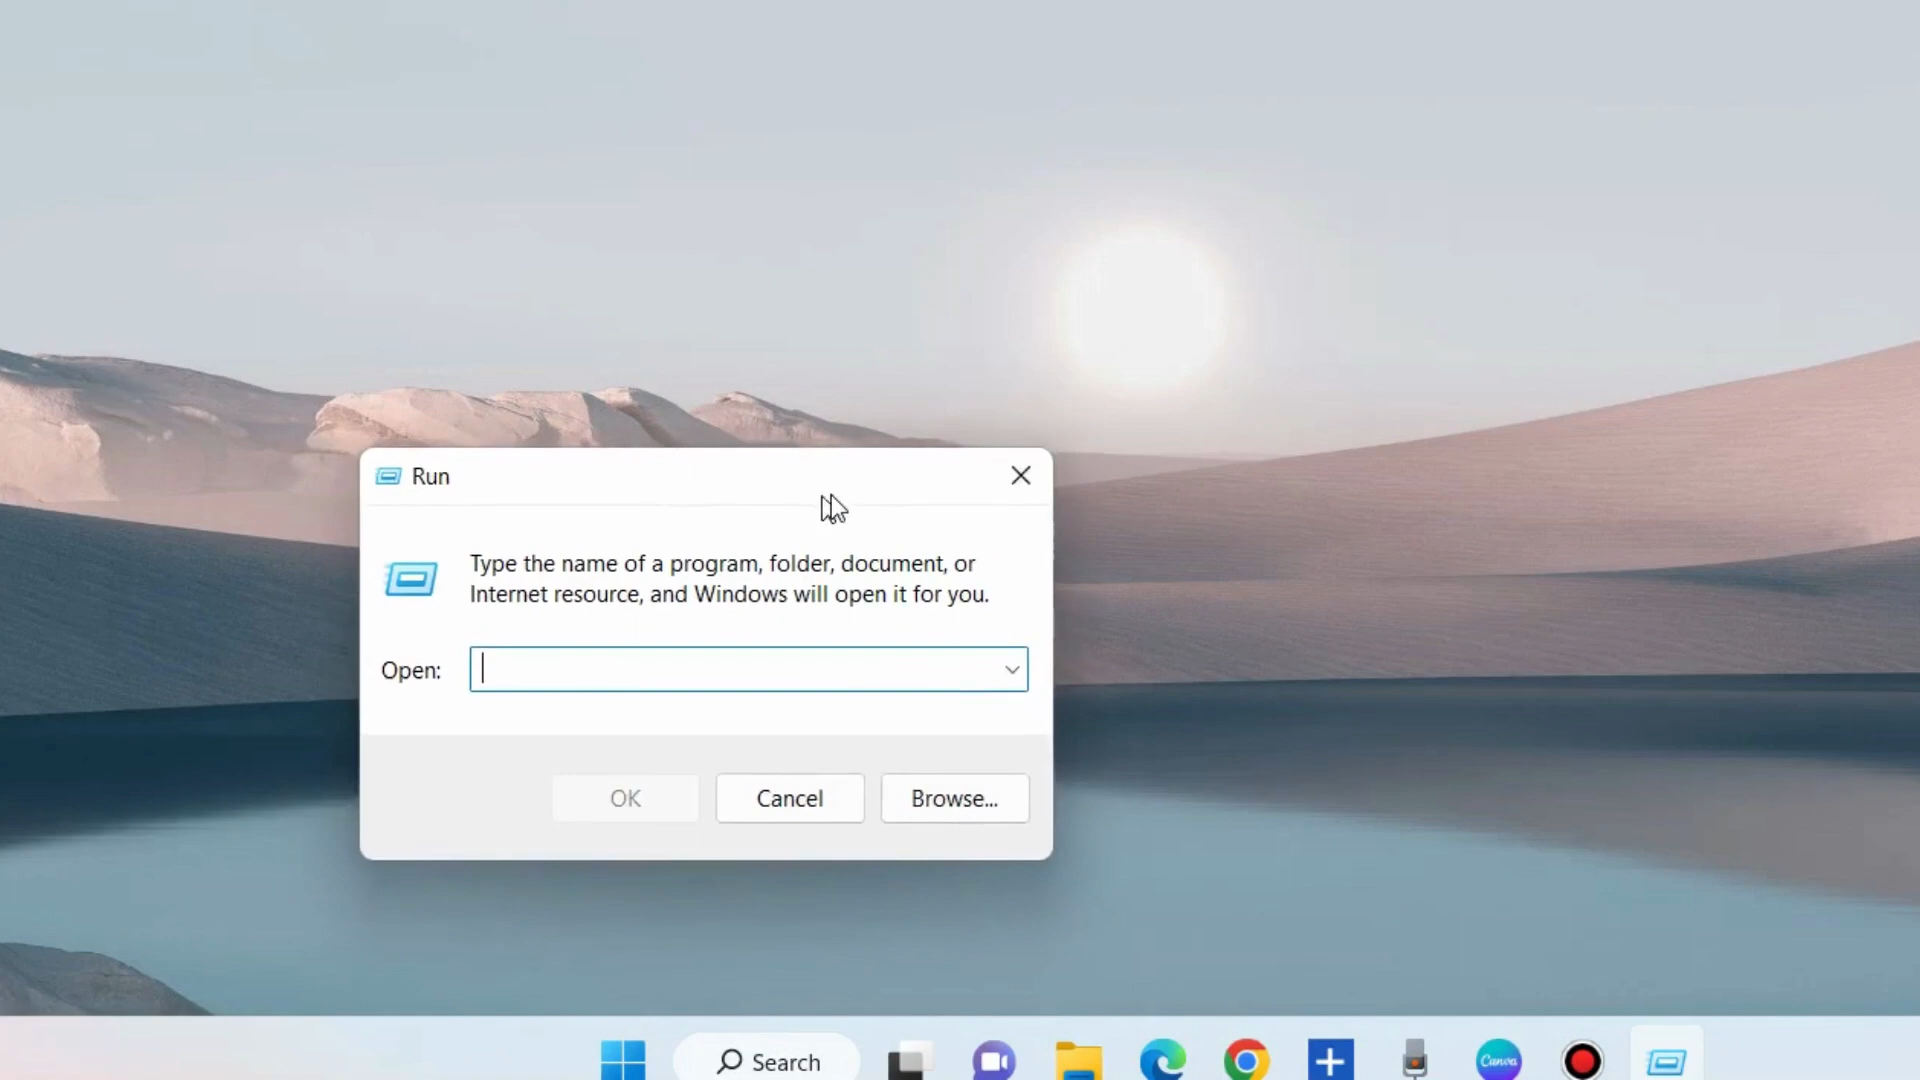 Run
Type the name of a program, folder, document, or
Internet resource, and Windows will open it for you.
Open:
OK
Cancel
Browse...
Search
Canva